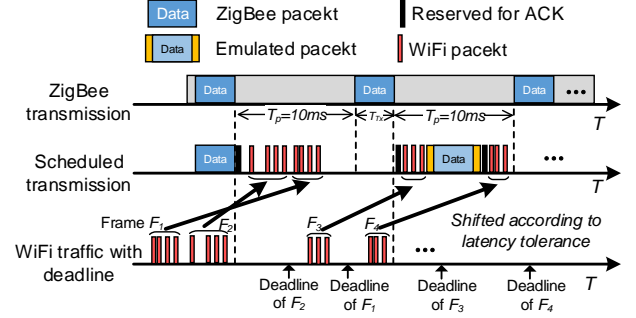 Data ZigBee pacekt Reserved for ACK
Data Emulated pacekt WiFi pacekt
ZigBee
transmission
Data Data Data •••
Tp=10ms TTx Tp=10ms T
Scheduled
transmission
Data Data •••
T
Frame F1 F2 F3 F4 Shifted according to
latency tolerance
WiFi traffic with
deadline
•••
Deadline
of F2
Deadline
of F1
Deadline
of F3
Deadline
of F4
T